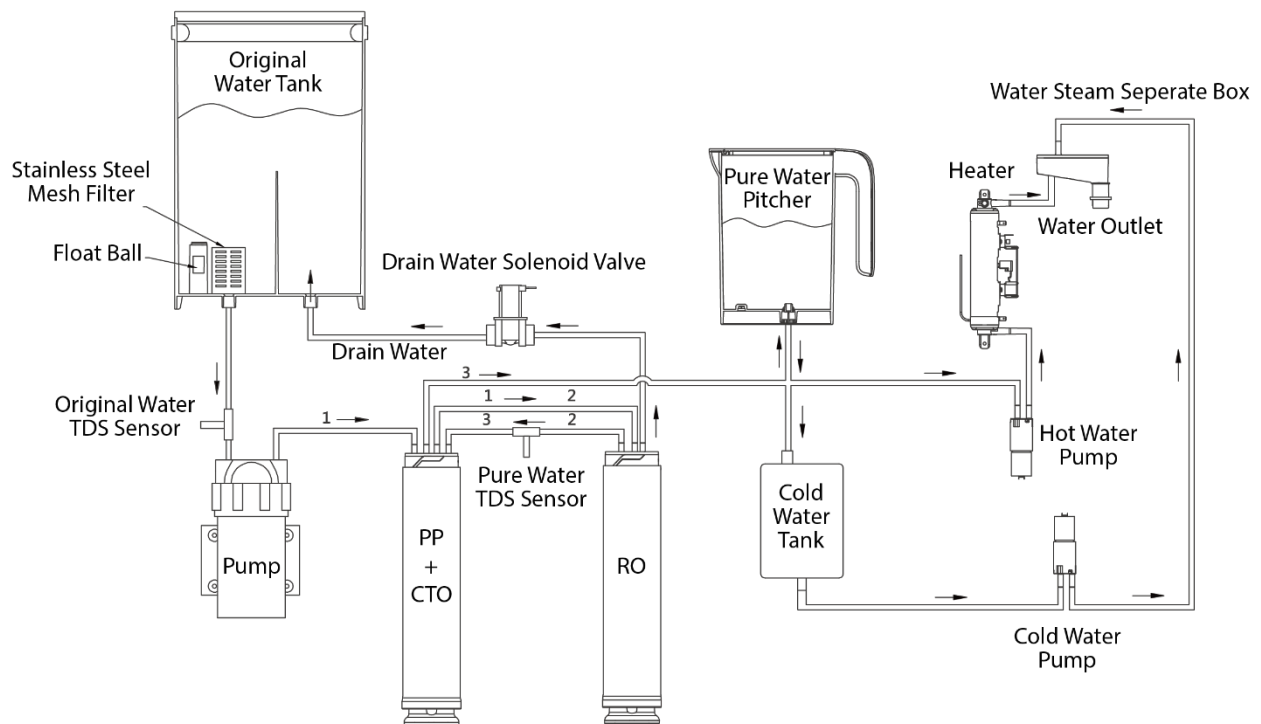 Original
Water Tank
Water Steam Seperate Box
Stainless Steel
Mesh Filter
Pure Water
Pitcher
Heater
Water Outlet
Float Ball
Drain Water Solenoid Valve
Drain Water
3
1
2
Original Water
TDS Sensor
1
3
2
Hot Water
Pump
Pure Water
TDS Sensor
Cold
Water
Tank
PP
+
CTO
RO
Pump
Cold Water
Pump